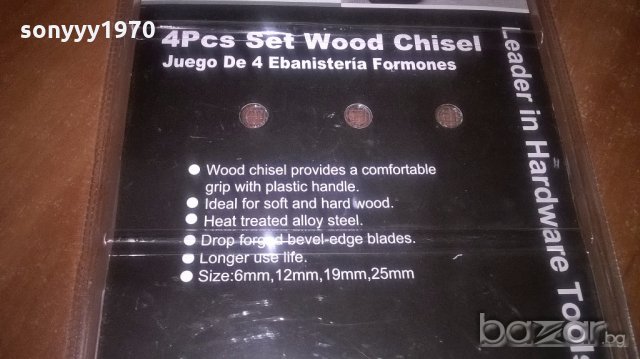 sonyyy1970
4Pcs Set Wood Chisel
Juego De 4 Ebanistería Formones
Leader in Hardware Tools
Wood chisel provides a comfortable
grip with plastic handle.
Ideal for soft and hard wood.
Heat treated alloy steel.
Drop forged bevel-edge blades.
Longer use life.
Size:6mm,12mm,19mm,25mm
bazar.bg